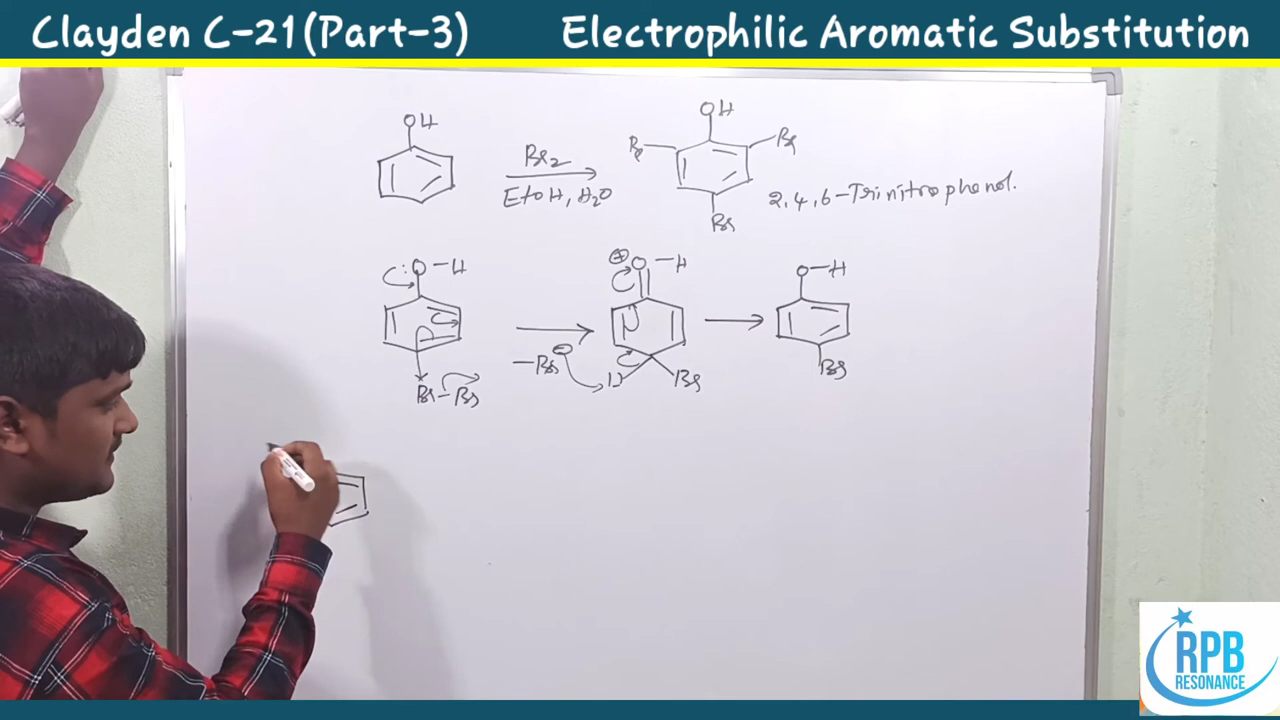 Clayden C-21(Part-3) Electrophilic Aromatic Substitution
OH
Br2
EtOH, H2O
OH
Br
Br
Br
2,4,6-Trinitrophenol.
O-H
Br-Br
-Br⊖
⊕O-H
H
Br
O-H
Br
RPB
RESONANCE